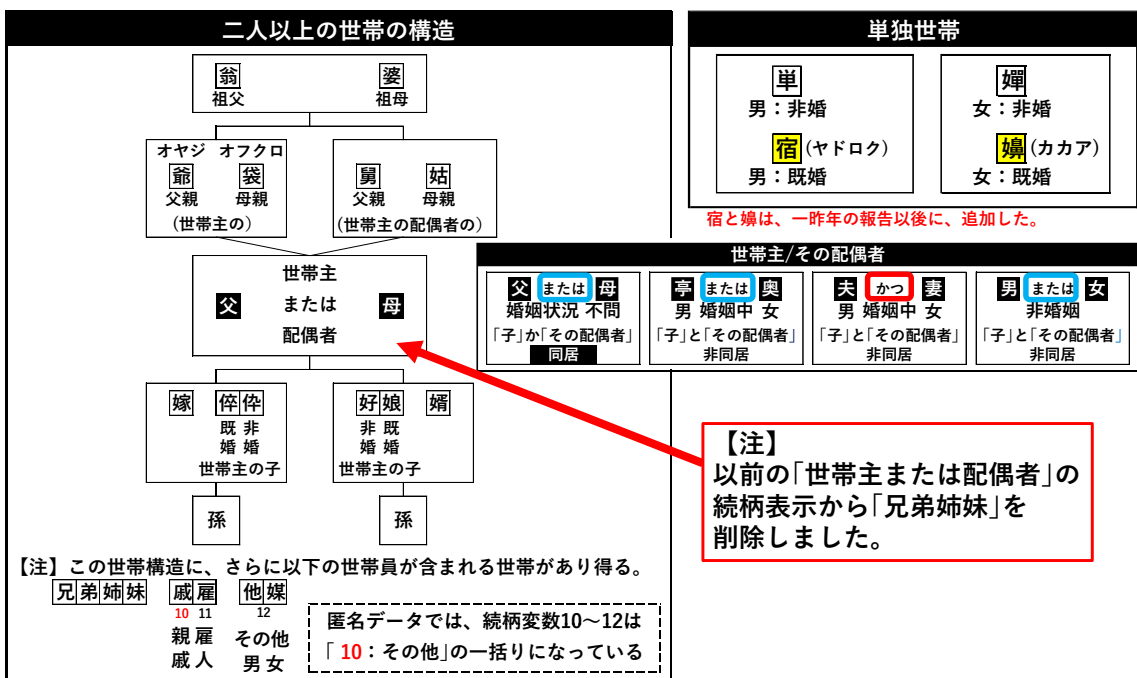 二人以上の世帯の構造
翁 婆
祖父 祖母
オヤジ オフクロ
爺 袋 舅 姑
父親 母親 父親 母親
(世帯主の) (世帯主の配偶者の)
世帯主
父 または 母
配偶者
嫁 倅 伜 好 娘 婿
既 非 非 既
婚 婚 婚 婚
世帯主の子 世帯主の子
孫 孫
【注】この世帯構造に、さらに以下の世帯員が含まれる世帯があり得る。
兄 弟 姉 妹 戚 雇 他 媒
10 11 12
親 雇 その他
戚 人 男 女
匿名データでは、続柄変数10～12は
「 10：その他」の一括りになっている
単独世帯
単 嬋
男：非婚 女：非婚
宿 (ヤドロク) 嬶 (カカア)
男：既婚 女：既婚
宿と嬶は、一昨年の報告以後に、追加した。
世帯主/その配偶者
父 または 母 亭 または 奥 夫 かつ 妻 男 または 女
婚姻状況 不問 男 婚姻中 女 男 婚姻中 女 非婚姻
「子」か「その配偶者」 「子」と「その配偶者」 「子」と「その配偶者」 「子」と「その配偶者」
同居 非同居 非同居 非同居
【注】
以前の「世帯主または配偶者」の
続柄表示から「兄弟姉妹」を
削除しました。